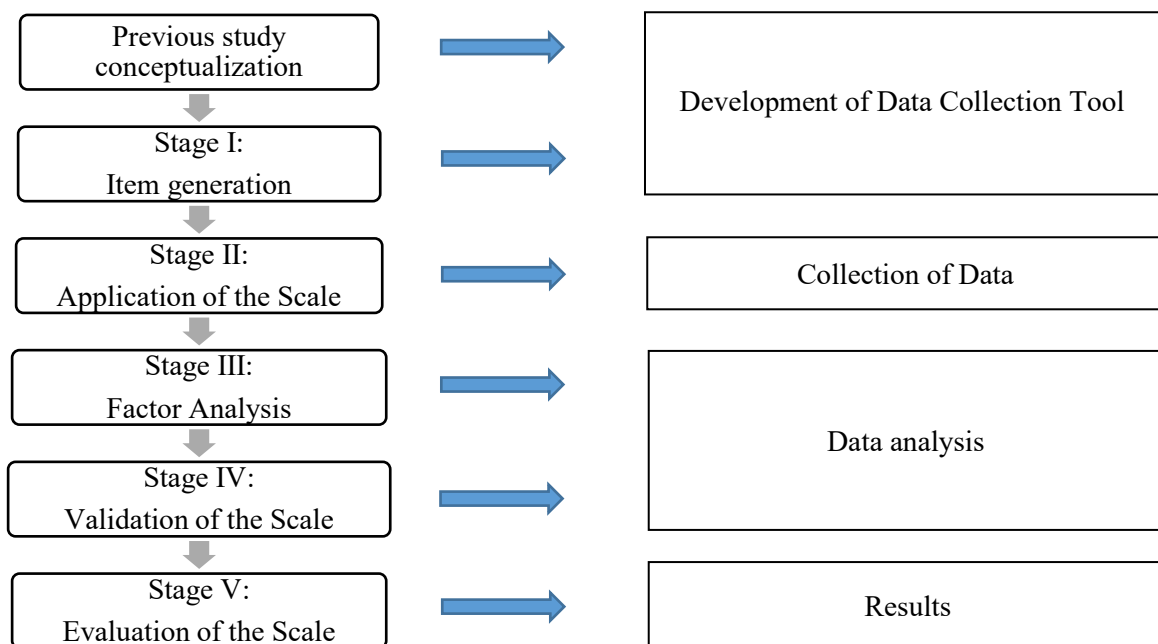 Previous study
conceptualization
Development of Data Collection Tool
Stage I:
Item generation
Stage II:
Application of the Scale
Collection of Data
Stage III:
Factor Analysis
Data analysis
Stage IV:
Validation of the Scale
Stage V:
Evaluation of the Scale
Results